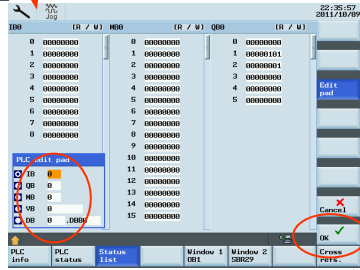 Jog
22:35:57
2011/10/09
IB0 [R / W] MB0 [R / W] QB0 [R / W]
0 00000000 0 00000000 0 00000000
1 00000000 1 00000000 1 00000101
2 00000000 2 00000000 2 00000001
3 00000000 3 00000000 3 00000000
4 00000000 4 00000000 4 00000000
5 00000000 5 00000000 5 00000000
6 00000000 6 00000000
7 00000000 7 00000000
8 00000000 8 00000000
9 00000000
10 00000000
11 00000000
12 00000000
13 00000000
14 00000000
15 00000000
Edit
pad
PLC edit pad
IB 0
QB 0
MB 0
VB 0
DB 0 .DBB0
Cancel
OK
PLC
info
PLC
status
Status
list
Window 1
OB1
Window 2
SBR29
Cross
refs.